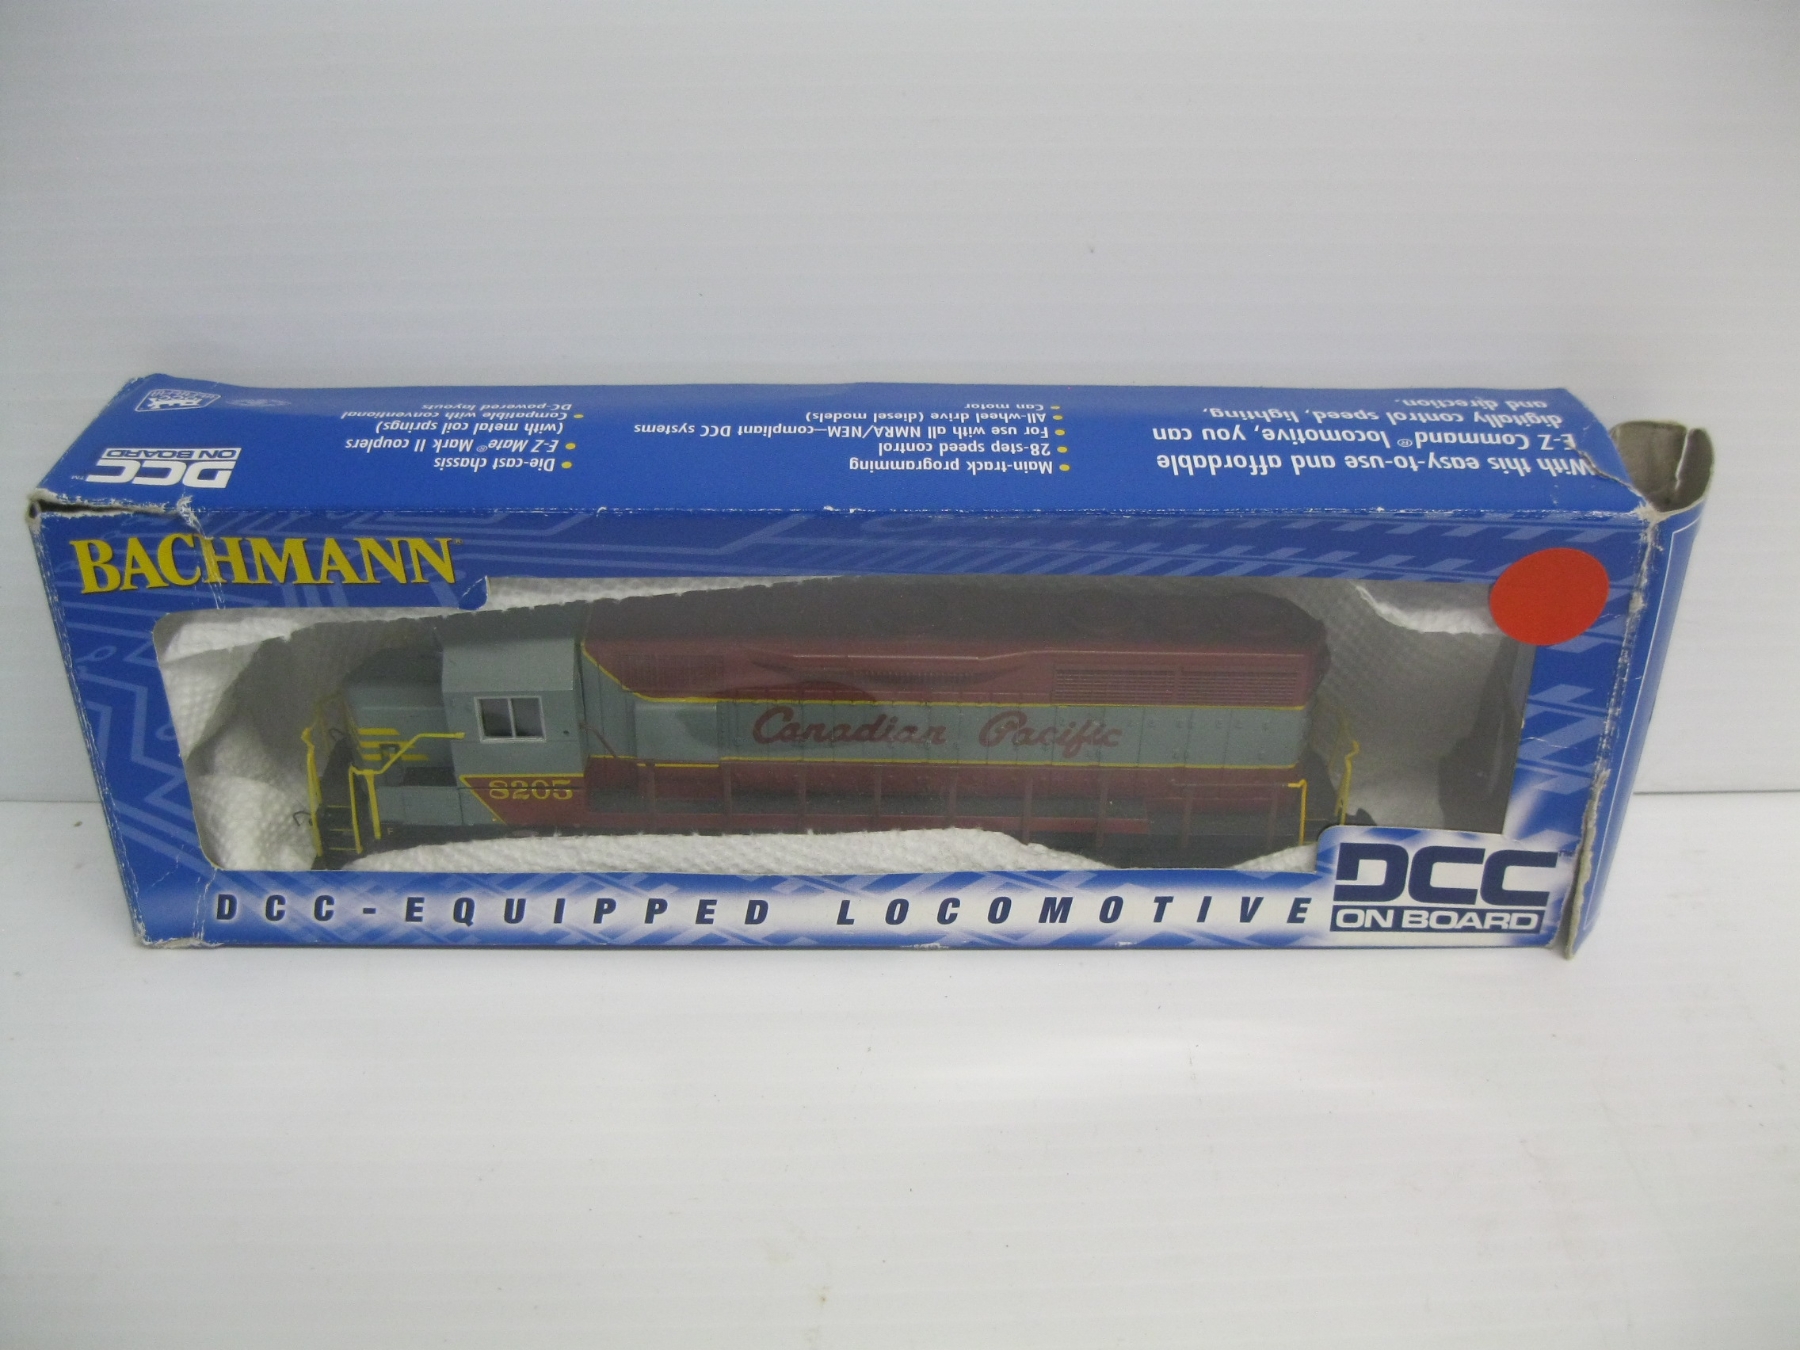 With this easy-to-use and affordable
E-Z Command® locomotive, you can
digitally control speed, lighting,
and direction.
• Main-track programming
• 28-step speed control
• For use with all NMRA/NEM–compliant DCC systems
• All-wheel drive (diesel models)
• Can motor
• Die-cast chassis
• E-Z Mate® Mark II couplers
(with metal coil springs)
• Compatible with conventional
DC-powered layouts
DCC
ON BOARD™
BACHMANN
Canadian Pacific
8205
DCC-EQUIPPED LOCOMOTIVE
DCC
ON BOARD